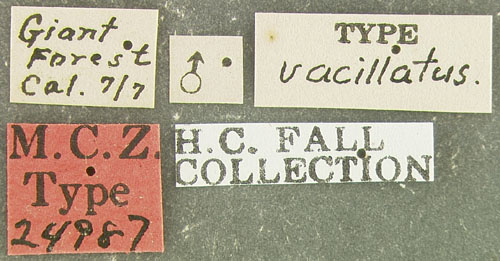 Giant
Forest
Cal. 7/7
♂
TYPE
vacillatus.
M.C.Z.
Type
24987
H.C. FALL
COLLECTION